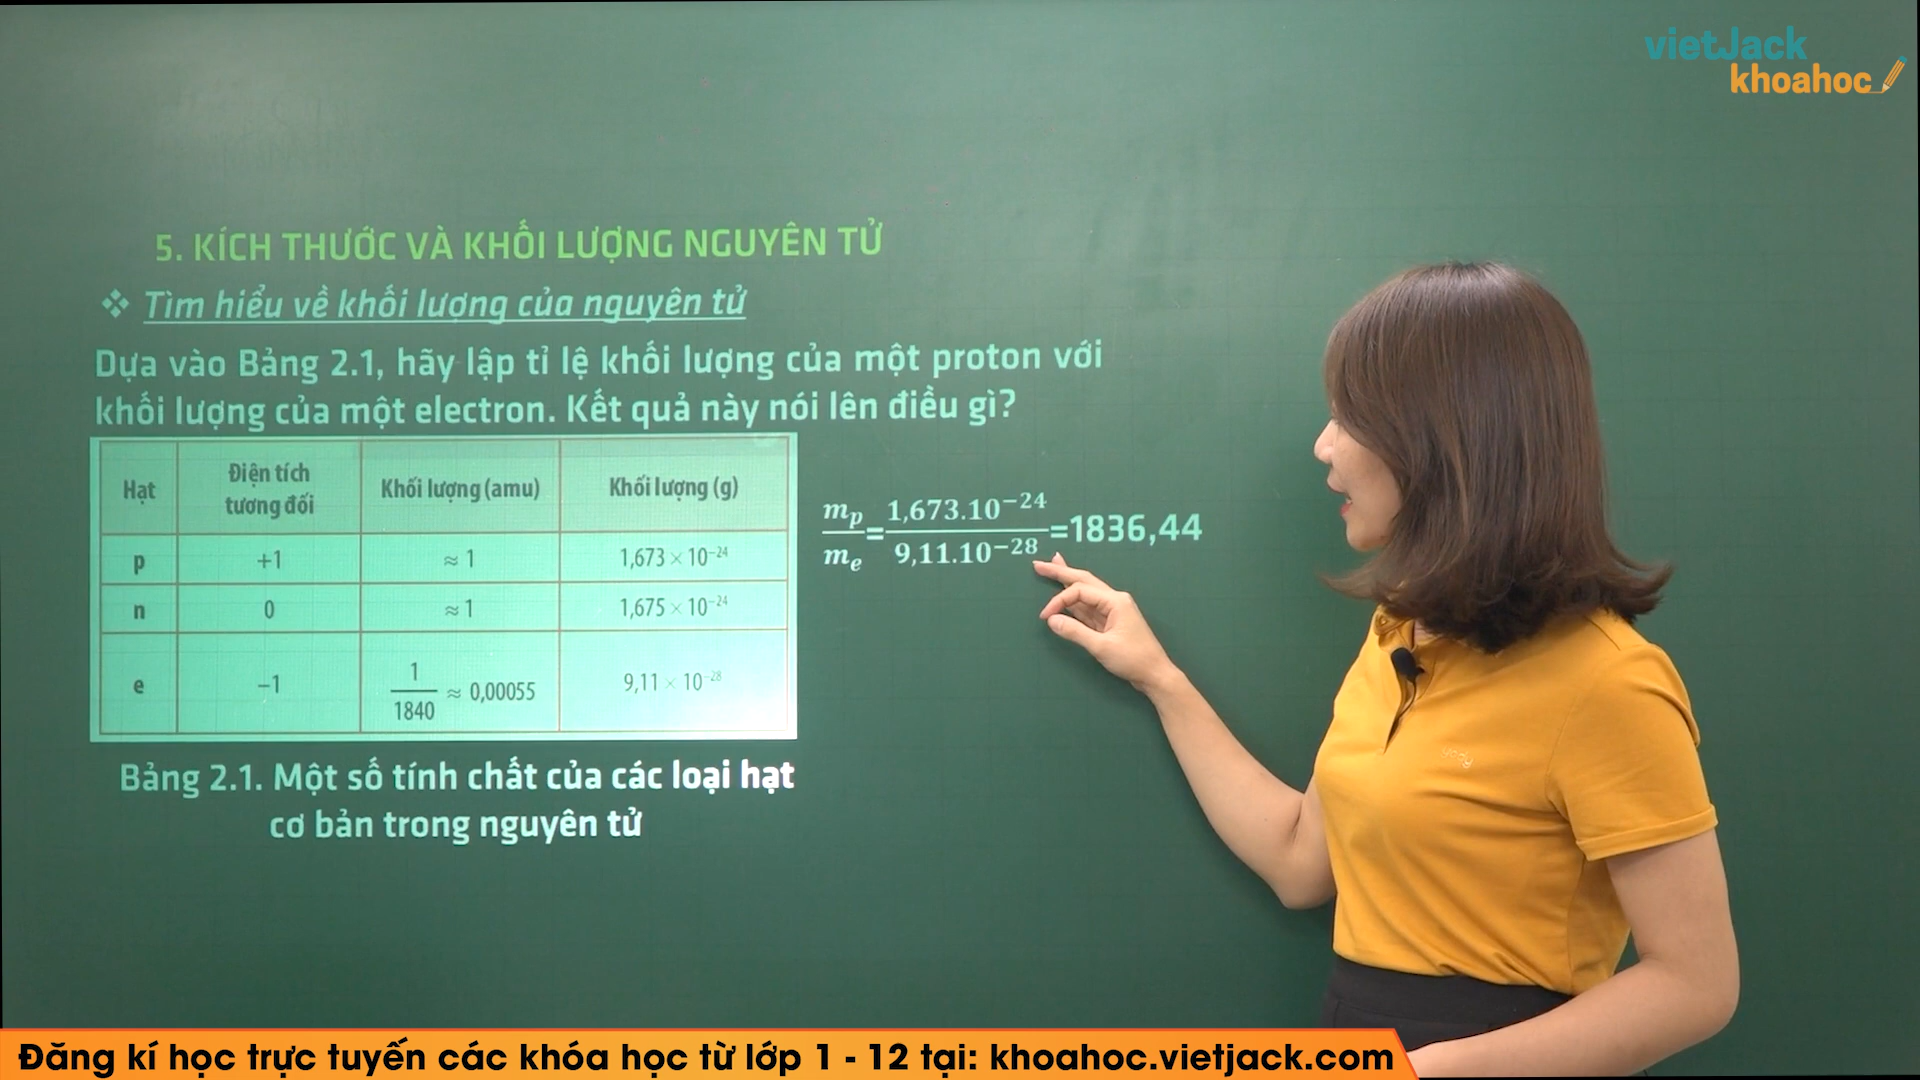 vietJack
khoahoc
5. KÍCH THƯỚC VÀ KHỐI LƯỢNG NGUYÊN TỬ
❖ Tìm hiểu về khối lượng của nguyên tử
Dựa vào Bảng 2.1, hãy lập tỉ lệ khối lượng của một proton với
khối lượng của một electron. Kết quả này nói lên điều gì?
Hạt Điện tích tương đối Khối lượng (amu) Khối lượng (g)
p +1 ≈ 1 1,673 × 10⁻²⁴
n 0 ≈ 1 1,675 × 10⁻²⁴
e –1 1/1840 ≈ 0,00055 9,11 × 10⁻²⁸
mₚ/mₑ=1,673.10⁻²⁴/9,11.10⁻²⁸=1836,44
Bảng 2.1. Một số tính chất của các loại hạt
cơ bản trong nguyên tử
yody
Đăng kí học trực tuyến các khóa học từ lớp 1 - 12 tại: khoahoc.vietjack.com